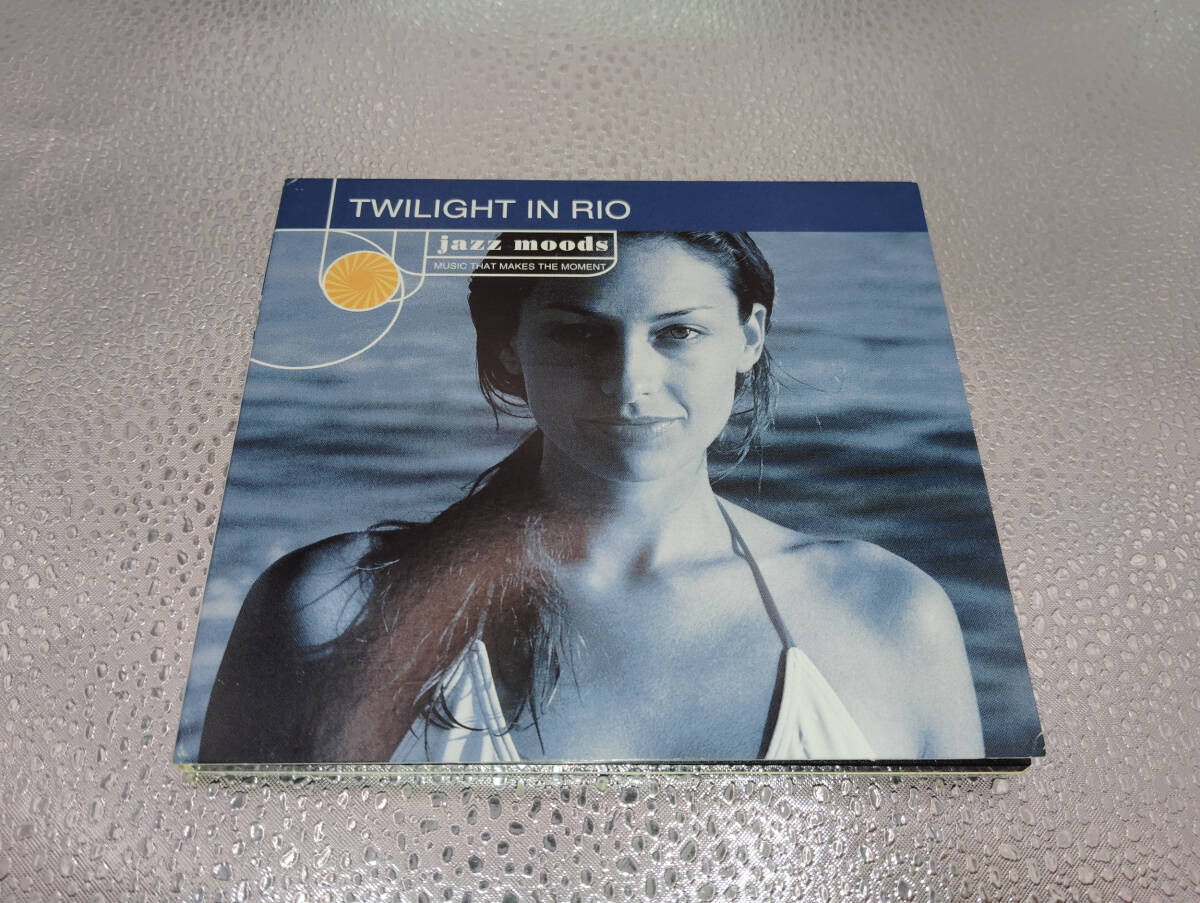 TWILIGHT IN RIO
jazz moods
MUSIC THAT MAKES THE MOMENT